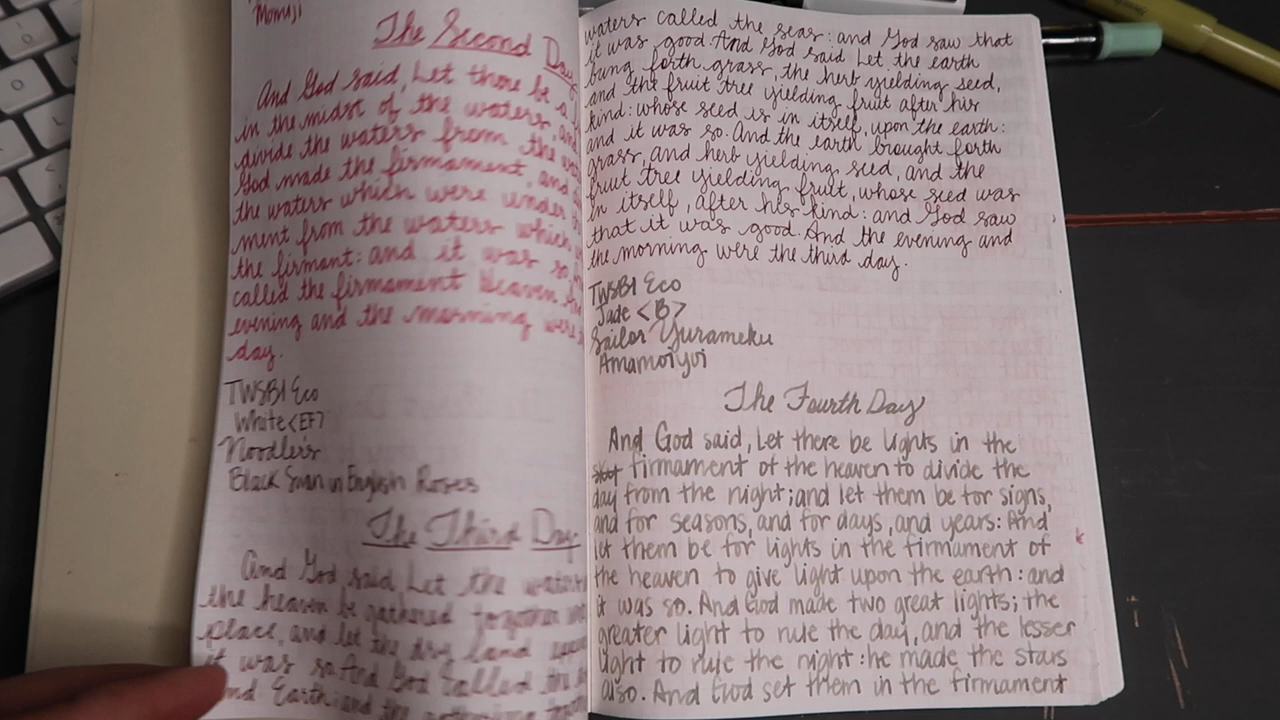 Momiji
The Second Day
And God said, Let there be a
in the midst of the waters, and
divide the waters from the
God made the firmament, and
the waters which were under
ment from the waters which
the firmant: and it was so
called the firmament Heaven
evening and the morning were
day.
TWSBI Eco
White <EF>
Noodler's
Black Swan in English Roses
The Third Day
And God said, Let the waters
the heaven be gathered together
place, and let the dry land
it was so. And God called the
and Earth: and the gathering
waters called the seas: and God saw that
it was good. And God said Let the earth
bring forth grass, the herb yielding seed,
and the fruit tree yielding fruit after his
kind: whose seed is in itself, upon the earth:
and it was so. And the earth brought forth
grass, and herb yielding seed, and the
fruit tree yielding fruit, whose seed was
in itself, after his kind: and God saw
that it was good. And the evening and
the morning were the third day.
TWSBI Eco
Jade <B>
Sailor Yurameku
Amamoiyoi
The Fourth Day
And God said, Let there be lights in the
firmament of the heaven to divide the
day from the night; and let them be for signs,
and for seasons, and for days, and years: And
let them be for lights in the firmament of
the heaven to give light upon the earth: and
it was so. And God made two great lights; the
greater light to rule the day, and the lesser
light to rule the night: he made the stars
also. And God set them in the firmament